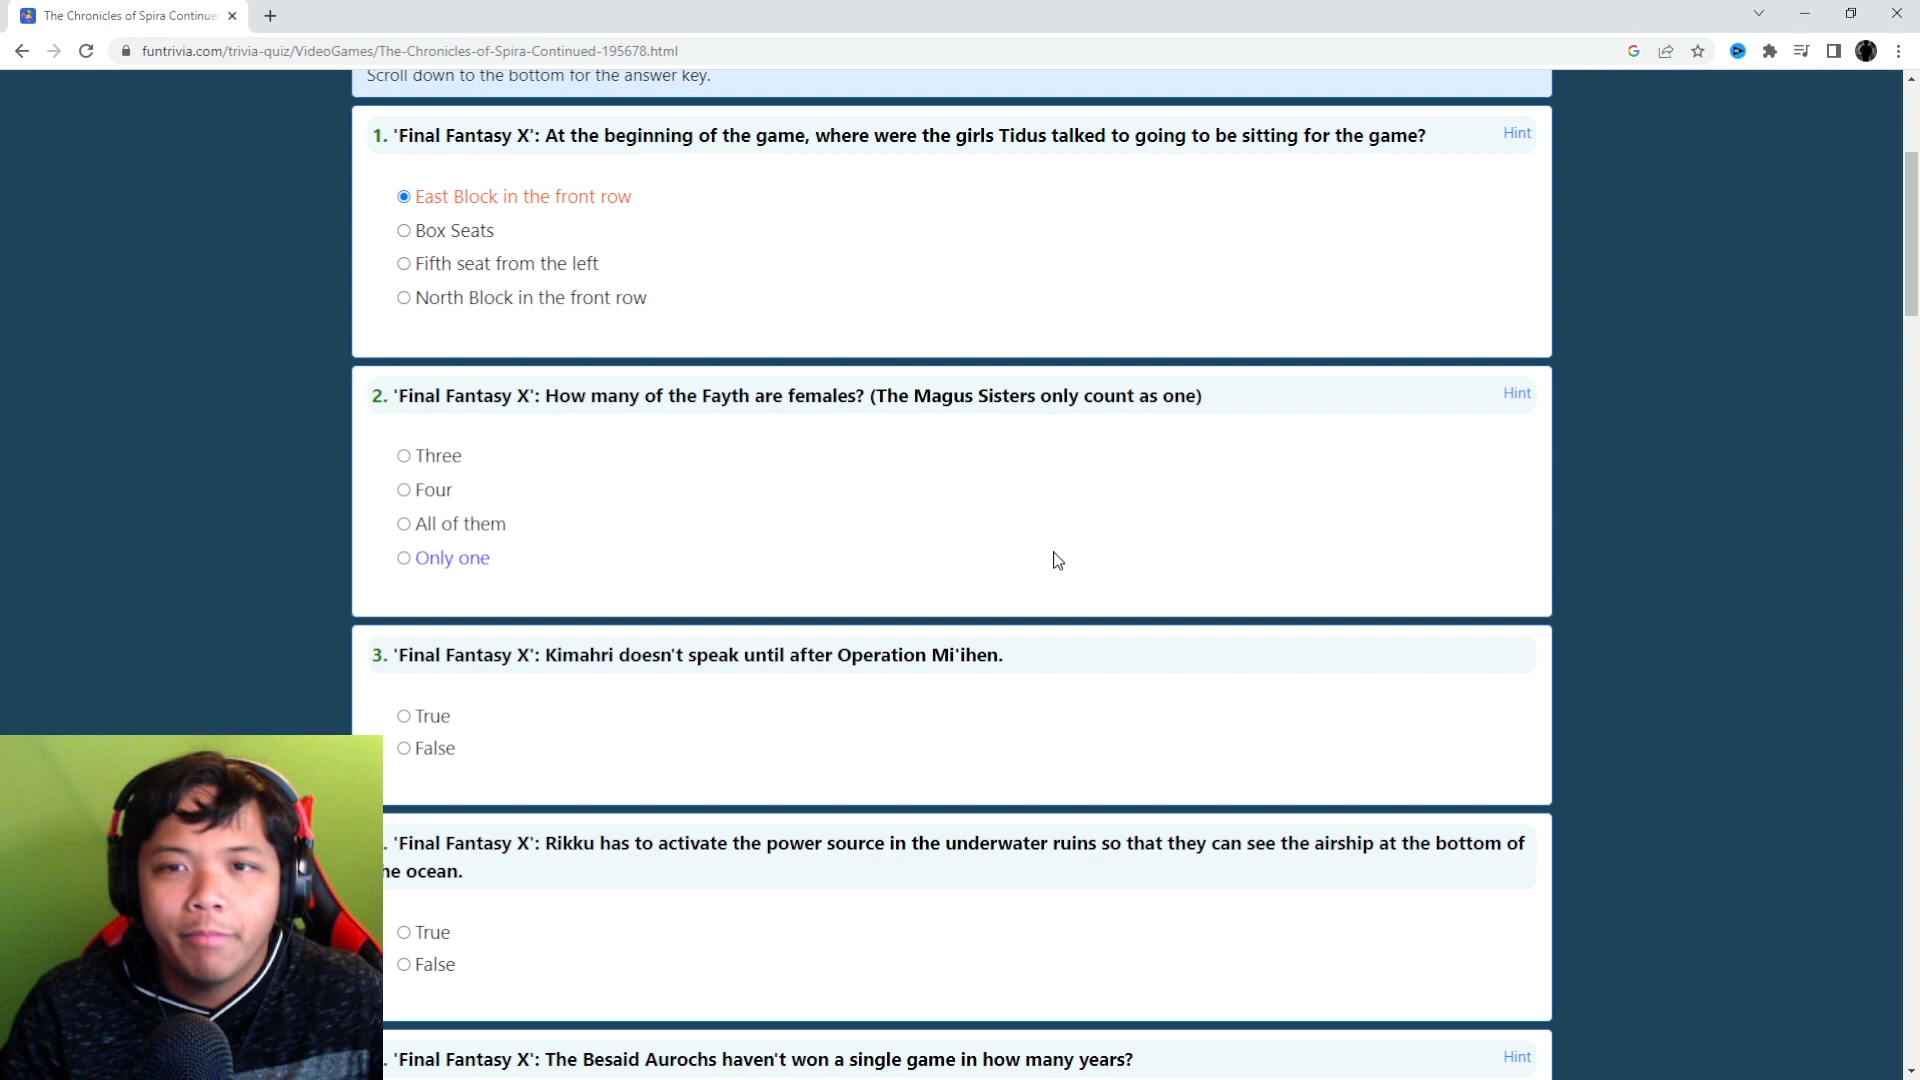 The Chronicles of Spira Continue
funtrivia.com/trivia-quiz/VideoGames/The-Chronicles-of-Spira-Continued-195678.html
Scroll down to the bottom for the answer key.
1. 'Final Fantasy X': At the beginning of the game, where were the girls Tidus talked to going to be sitting for the game? Hint
East Block in the front row
Box Seats
Fifth seat from the left
North Block in the front row
2. 'Final Fantasy X': How many of the Fayth are females? (The Magus Sisters only count as one) Hint
Three
Four
All of them
Only one
3. 'Final Fantasy X': Kimahri doesn't speak until after Operation Mi'ihen.
True
False
. 'Final Fantasy X': Rikku has to activate the power source in the underwater ruins so that they can see the airship at the bottom of
he ocean.
True
False
. 'Final Fantasy X': The Besaid Aurochs haven't won a single game in how many years? Hint